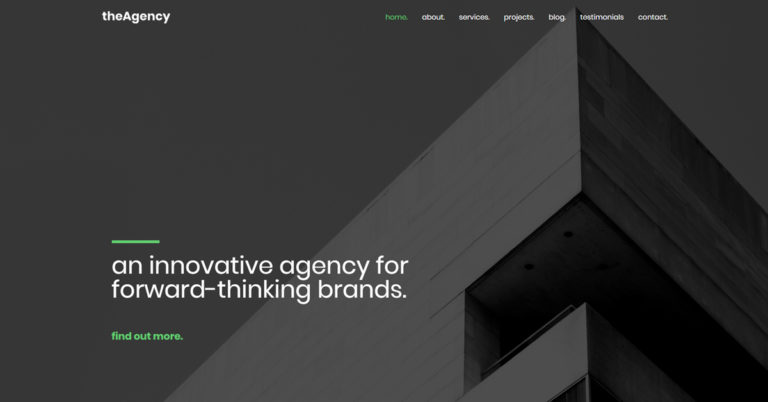 theAgency
home. about. services. projects. blog. testimonials contact.
an innovative agency for
forward-thinking brands.
find out more.